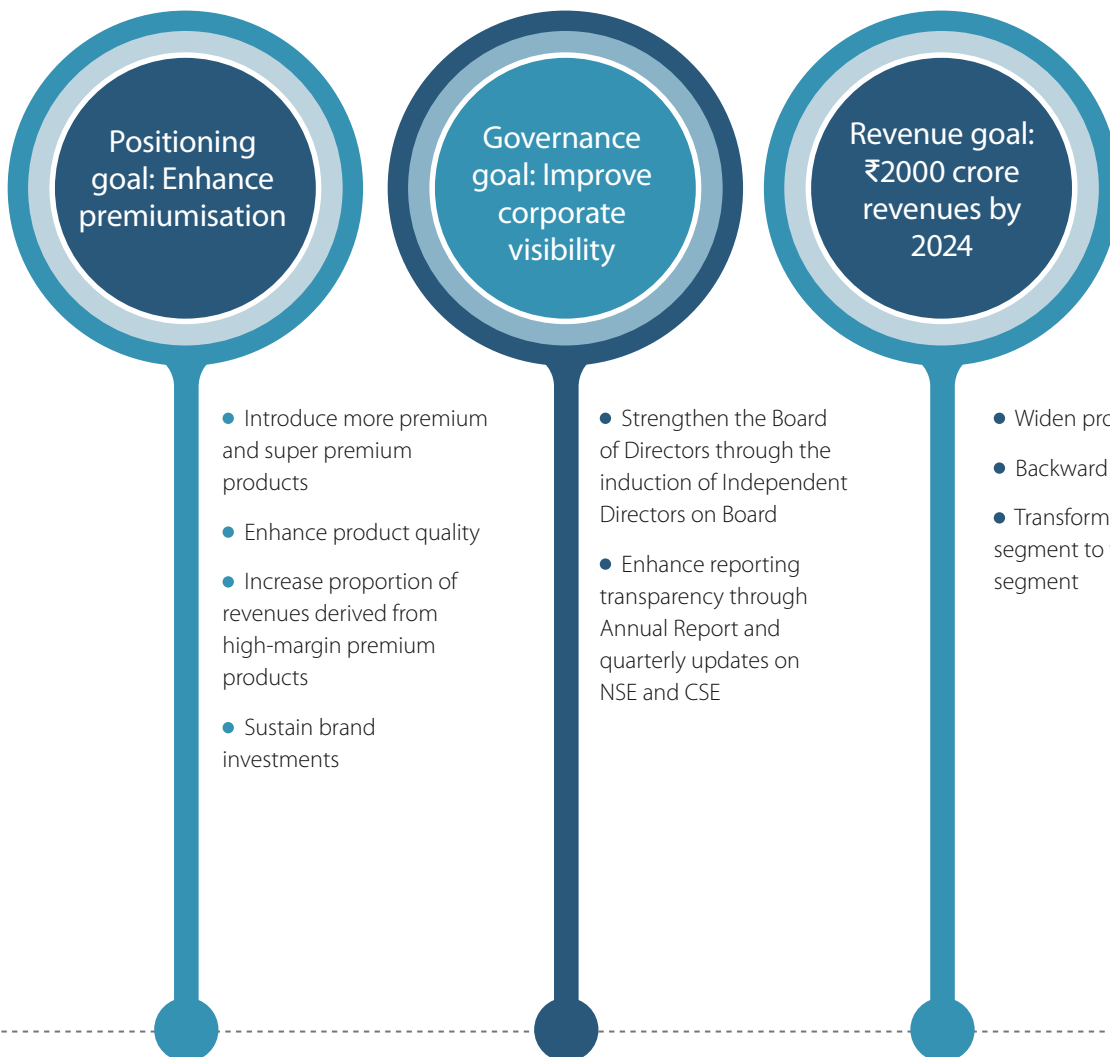 Positioning
goal: Enhance
premiumisation
● Introduce more premium
and super premium
products
● Enhance product quality
● Increase proportion of
revenues derived from
high-margin premium
products
● Sustain brand
investments
Governance
goal: Improve
corporate
visibility
● Strengthen the Board
of Directors through the
induction of Independent
Directors on Board
● Enhance reporting
transparency through
Annual Report and
quarterly updates on
NSE and CSE
Revenue goal:
₹2000 crore
revenues by
2024
● Widen
● Backward
● Transform
segment to
segment